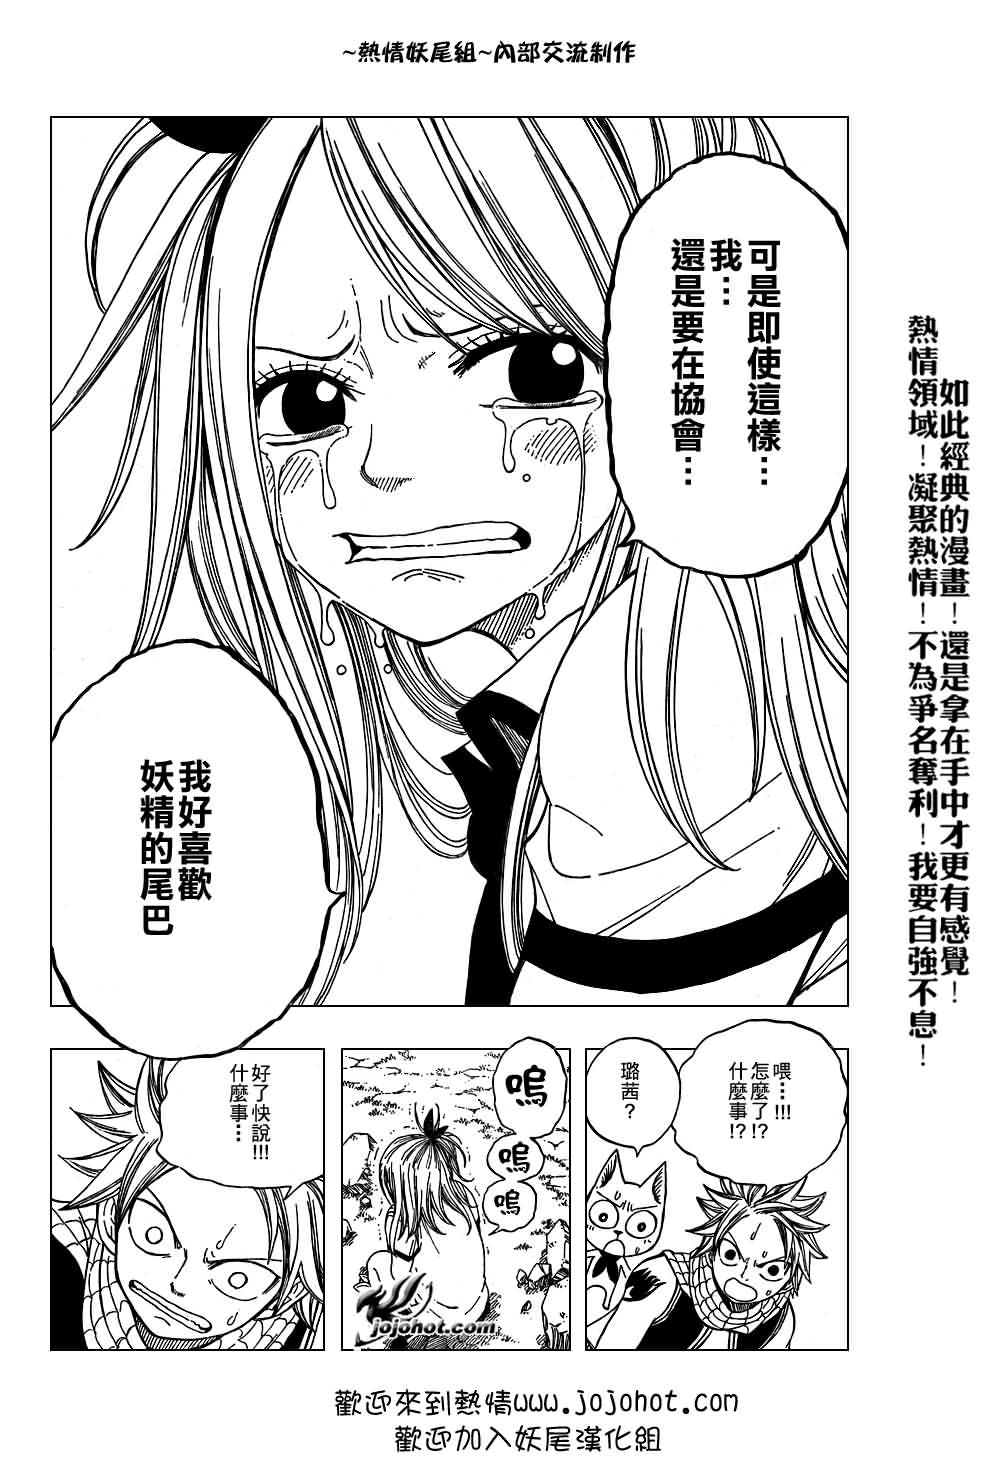 ~熱情妖尾組~內部交流制作
可是即使這樣…
我…
還是要在協會…
我好喜歡
妖精的尾巴
喂…!!!
怎麼了!?
什麼事!?
璐茜?
嗚
嗚
嗚
好了快說!!!
什麼事…
jojohot.com
如此經典的漫畫!還是拿在手中才更有感覺!
熱情領域!凝聚熱情!不為爭名奪利!我要自強不息!
歡迎來到熱情www.jojohot.com
歡迎加入妖尾漢化組